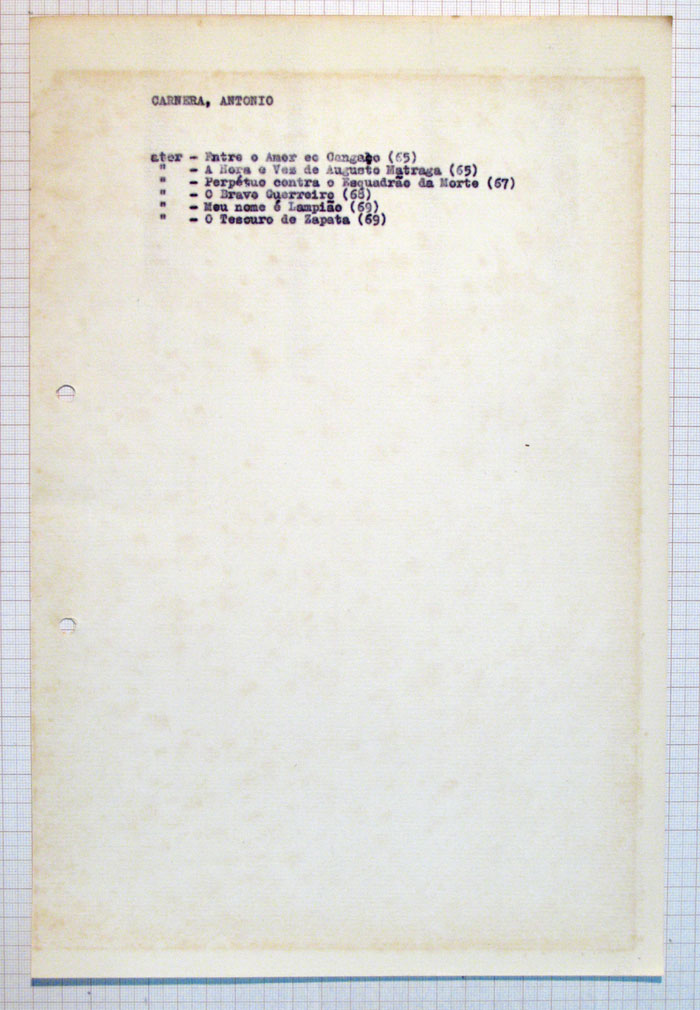 CARNERA, ANTONIO
ator - Entre o Amor eo Cangaço (65)
" - A Hora e Vez de Augusto Matraga (65)
" - Perpétuo contra o Esquadrão da Morte (67)
" - O Bravo Guerreiro (68)
" - Meu nome é Lampião (69)
" - O Tesouro de Zapata (69)